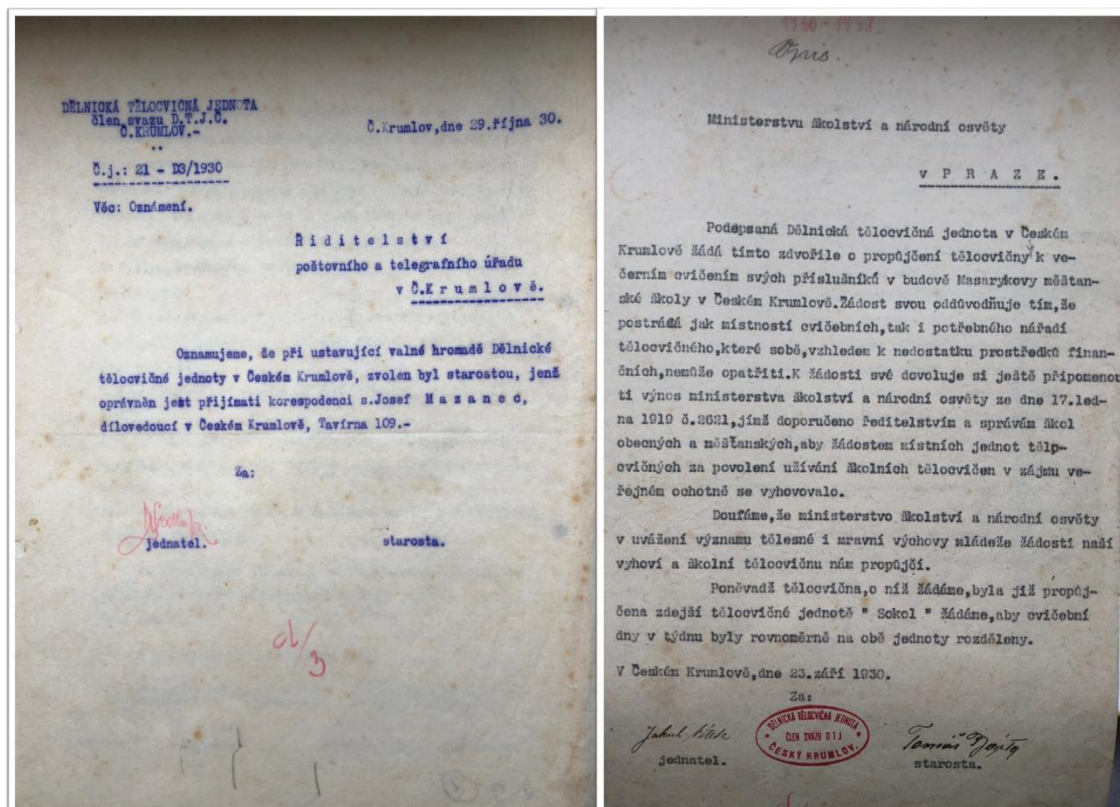 DĚLNICKÁ TĚLOCVIČNÁ JEDNOTA
člen svazu D.T.J.Č.
Č.KRUMLOV.-
Č.Krumlov,dne 29.října 30.
Č.j.: 21 - D3/1930
Věc: Oznámení.
Ředitelství
poštovního a telegrafního úřadu
v Č.Krumlově.
Oznamujeme, že při ustavující valné hromadě Dělnické
tělocvičné jednoty v Českém Krumlově, zvolen byl starostou, jenž
oprávněn jest přijímati korespodenci s.Josef Mazanec,
dílovedoucí v Českém Krumlově, Tavírna 109.-
Za:
jednatel. starosta.
1930-1938
Opis.
Ministerstvu školství a národní osvěty
v PRAZE.
Podepsaná Dělnická tělocvičná jednota v Českém
Krumlově žádá tímto zdvořile o propůjčení tělocvičny k ve-
černím cvičením svých příslušníků v budově Masarykovy měšťan-
ské školy v Českém Krumlově.Žádost svou oddůvodňuje tím,že
postrádá jak místností cvičebních,tak i potřebného nářadí
tělocvičného,které sobě,vzhledem k nedostatku prostředků finan-
čních,nemůže opatřiti.K žádosti své dovoluje si ještě připomenou
ti výnos ministerstva školství a národní osvěty ze dne 17.led-
na 1919 č.2621,jímž doporučeno ředitelstvím a správám škol
obecných a měšťanských,aby žádostem místních jednot tělo-
cvičných za povolení užívání školních tělocvičen v zájmu ve-
řejném ochotně se vyhovovalo.
Doufáme,že ministerstvo školství a národní osvěty
v uvážení významu tělesné i mravní výchovy mládeže žádosti naší
vyhoví a školní tělocvičnu nám propůjčí.
Poněvadž tělocvična,o níž žádáme,byla již propůj-
čena zdejší tělocvičné jednotě " Sokol " žádáme,aby cvičební
dny v týdnu byly rovnoměrně na obě jednoty rozděleny.
V Českém Krumlově,dne 23.září 1930.
Za:
DĚLNICKÁ TĚLOCVIČNÁ JEDNOTA
ČLEN SVAZU DTJ
ČESKÝ KRUMLOV.
Jakub
Tomáš
jednatel. starosta.